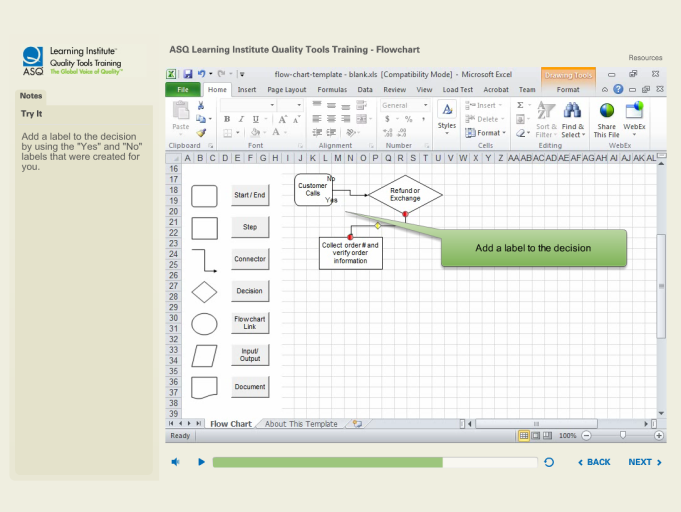 Learning Institute™
Quality Tools Training
ASQ The Global Voice of Quality™
ASQ Learning Institute Quality Tools Training - Flowchart
Resources
Notes
Try It
Add a label to the decision
by using the "Yes" and "No"
labels that were created for
you.
flow-chart-template - blank.xls [Compatibility Mode] - Microsoft Excel
Drawing Tools
File Home Insert Page Layout Formulas Data Review View Load Test Acrobat Team Format
Paste
B I U A A
General
$ % ,
Styles
Insert
Delete
Format
Sort & Filter
Find & Select
Share This File
WebEx
Clipboard Font Alignment Number Cells Editing WebEx
A B C D E F G H I J K L M N O P Q R S T U V W X Y Z AA AB AC AD AE AF AG AH AI AJ AK AL
16
17
18
19
20
21
22
23
24
25
26
27
28
29
30
31
32
33
34
35
36
37
38
39
Start / End
Step
Connector
Decision
Flowchart
Link
Input/
Output
Document
Customer
Calls
No
Yes
Refund or
Exchange
Collect order # and
verify order
information
Add a label to the decision
Flow Chart About This Template
Ready
100%
BACK NEXT